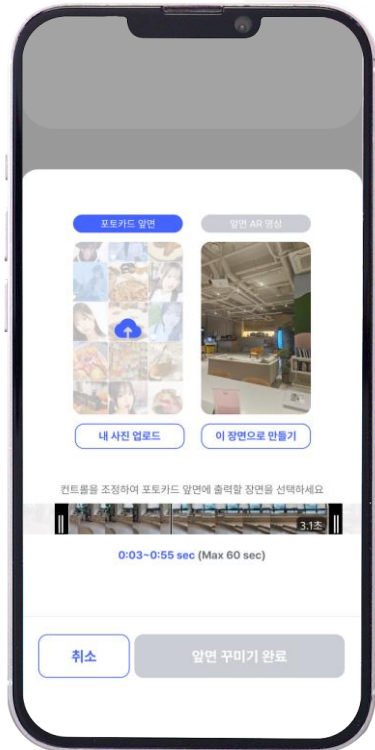 포토카드 앞면
앞면 AR 영상
내 사진 업로드
이 장면으로 만들기
컨트롤을 조정하여 포토카드 앞면에 출력할 장면을 선택하세요
3.1초
0:03~0:55 sec (Max 60 sec)
취소
앞면 꾸미기 완료